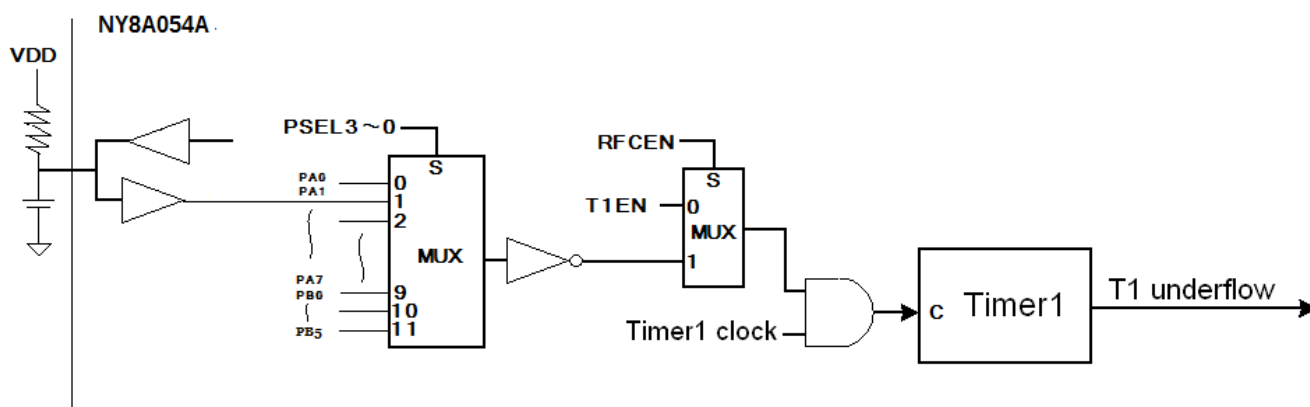 NY8A054A
VDD
PSEL3~0
S
PA0
0
PA1
1
2
MUX
PA7
9
PB0
10
11
PB5
RFCEN
S
T1EN
0
MUX
1
Timer1 clock
C
Timer1
T1 underflow